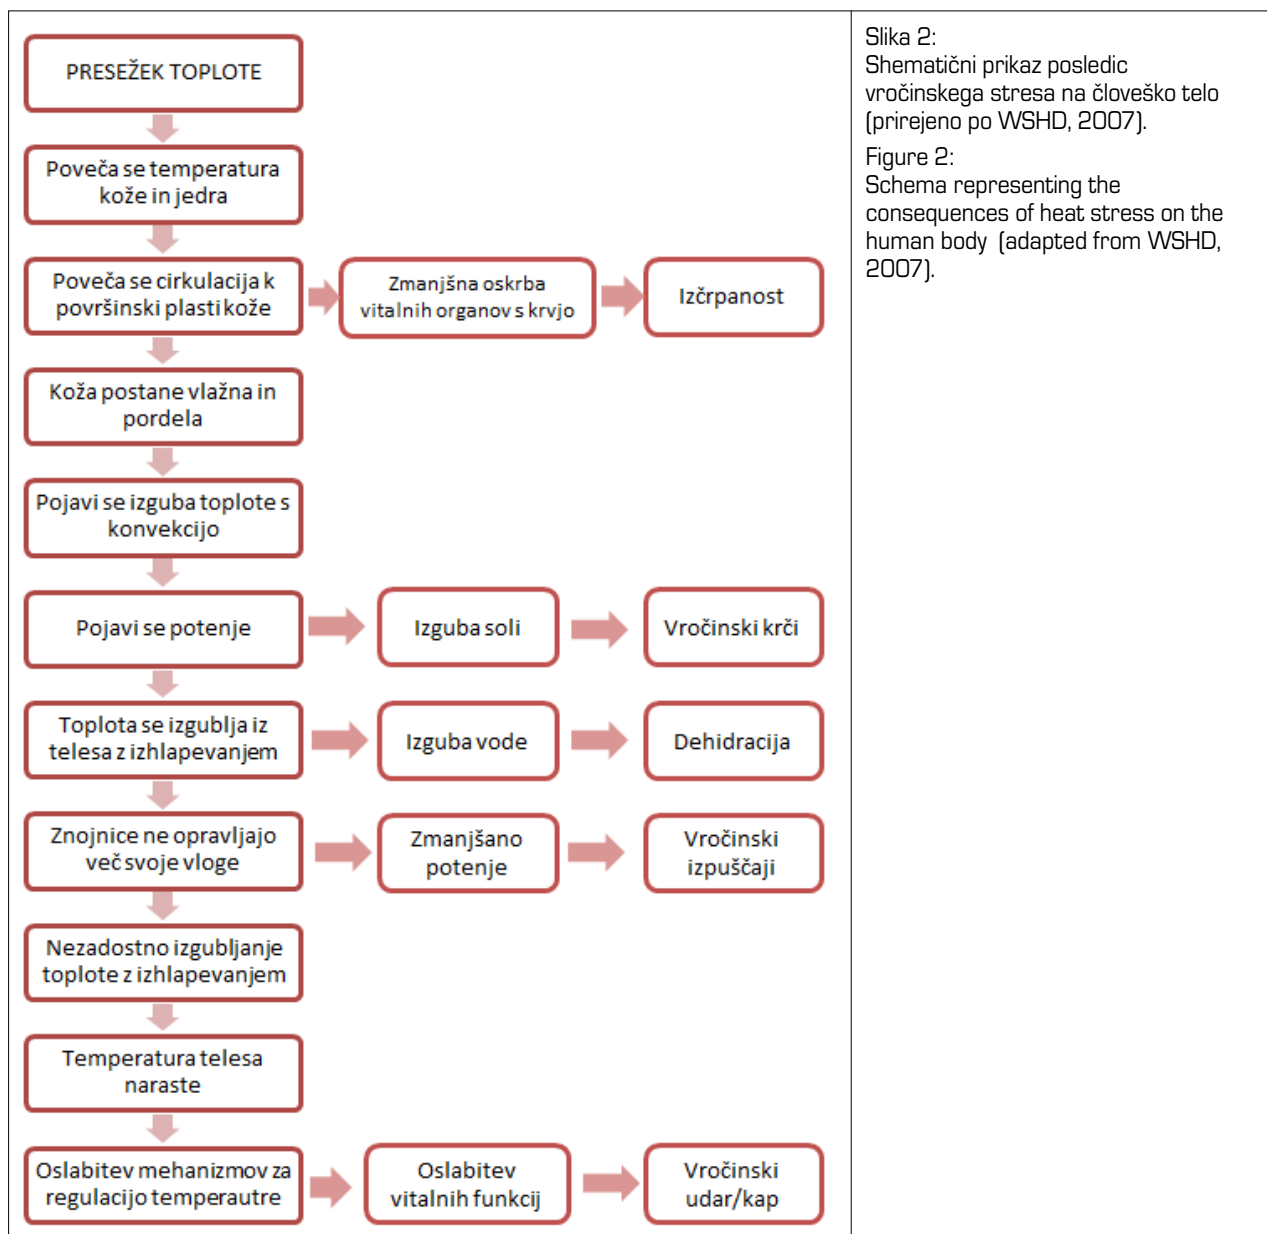 PRESEŽEK TOPLOTE
Poveča se temperatura
kože in jedra
Poveča se cirkulacija k
površinski plasti kože
Zmanjšna oskrba
vitalnih organov s krvjo
Izčrpanost
Koža postane vlažna in
pordela
Pojavi se izguba toplote s
konvekcijo
Pojavi se potenje
Izguba soli
Vročinski krči
Toplota se izgublja iz
telesa z izhlapevanjem
Izguba vode
Dehidracija
Znojnice ne opravljajo
več svoje vloge
Zmanjšano
potenje
Vročinski
izpuščaji
Nezadostno izgubljanje
toplote z izhlapevanjem
Temperatura telesa
naraste
Oslabitev mehanizmov za
regulacijo temperautre
Oslabitev
vitalnih funkcij
Vročinski
udar/kap
Slika 2:
Shematični prikaz posledic
vročinskega stresa na človeško telo
(prirejeno po WSHD, 2007).
Figure 2:
Schema representing the
consequences of heat stress on the
human body (adapted from WSHD,
2007).